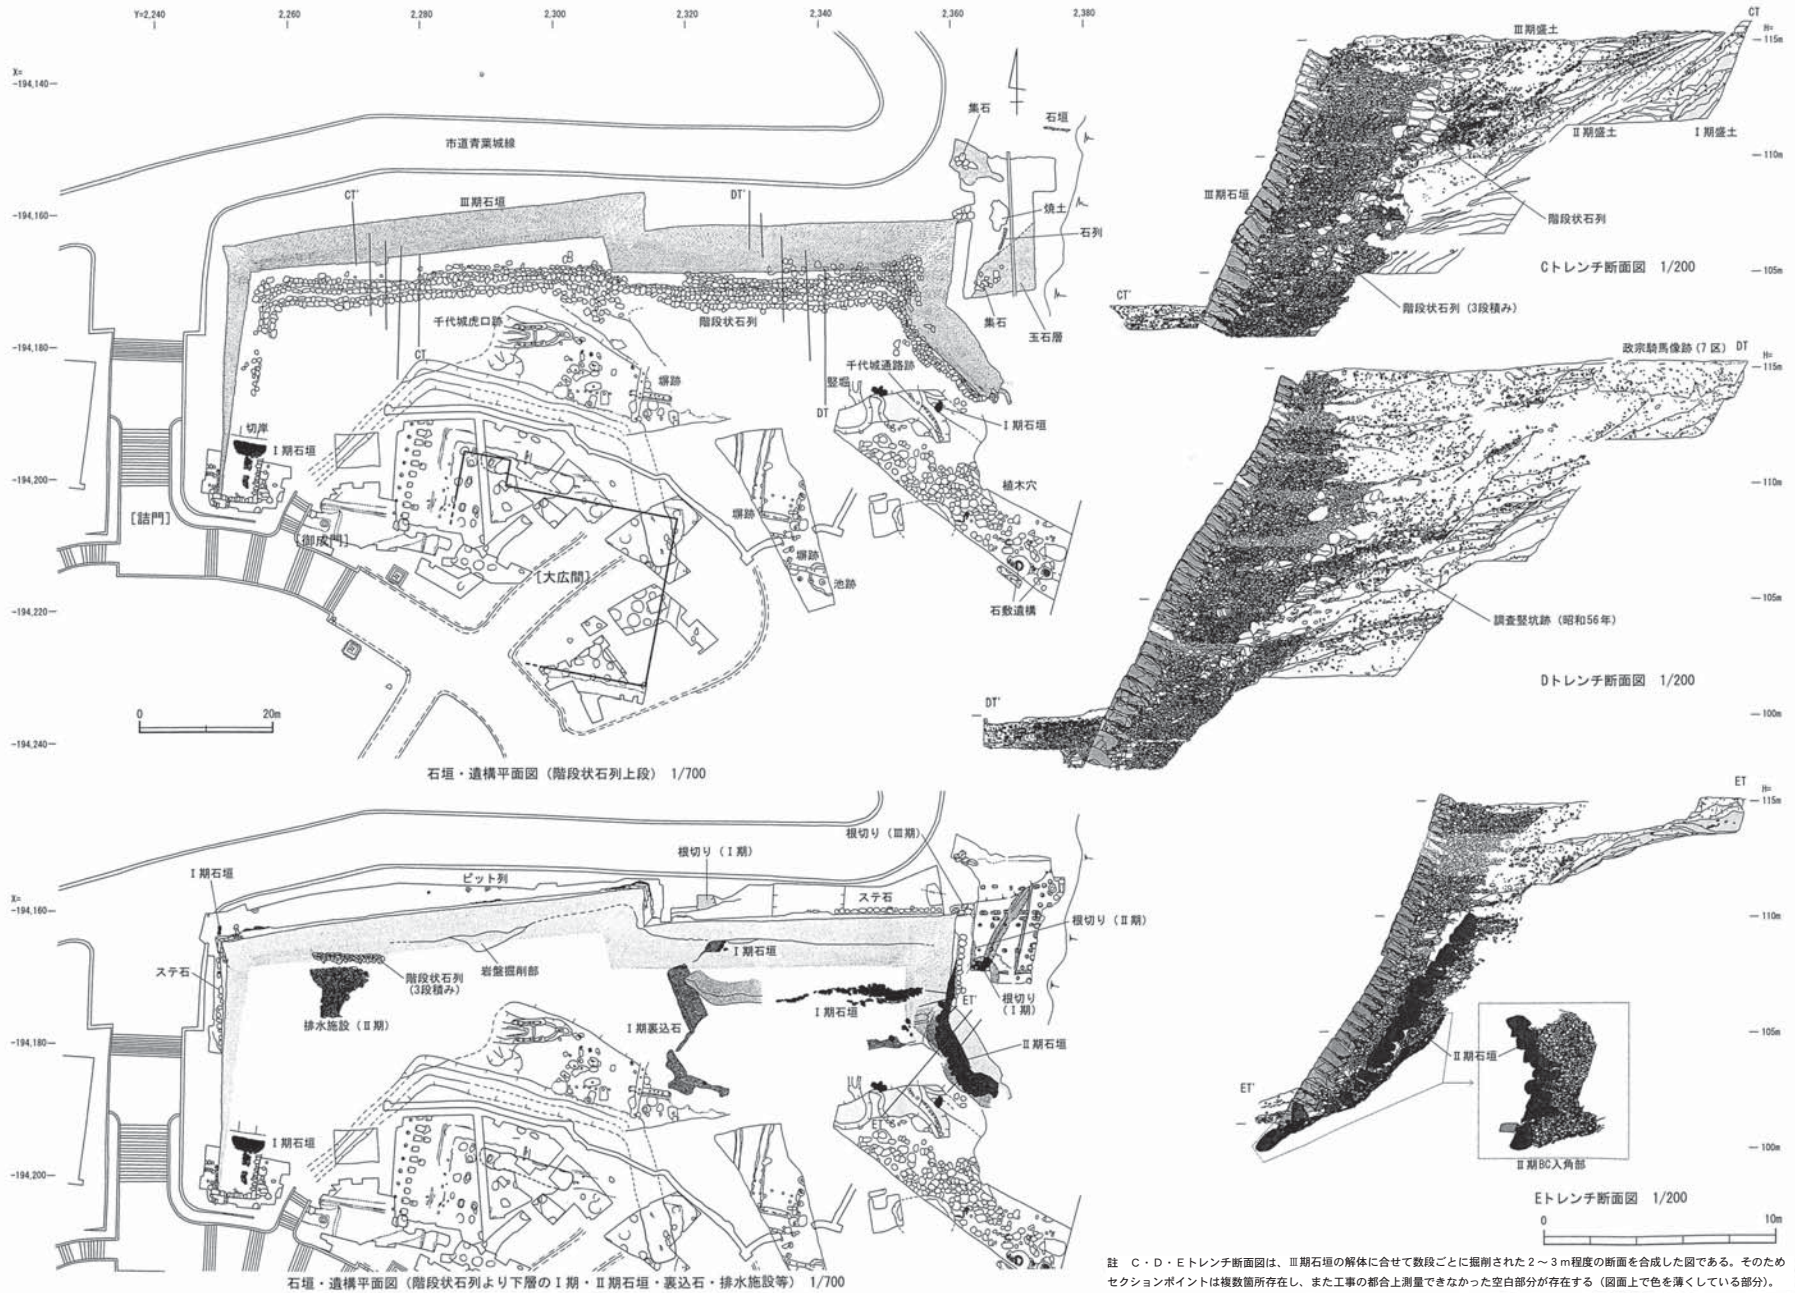 Y=2,240
2,260
2,280
2,300
2,320
2,340
2,360
2,380
X=
-194,140
-194,160
-194,180
-194,200
-194,220
-194,240
市道青葉城線
集石
石垣
CT'
Ⅲ期石垣
DT'
焼土
石列
千代城虎口跡
階段状石列
集石
玉石層
CT
塀跡
千代城通路跡
竪堀
DT
Ⅰ期石垣
切岸
Ⅰ期石垣
植木穴
[詰門]
[御成門]
塀跡
塀跡
[大広間]
池跡
石敷遺構
0
20m
石垣・遺構平面図（階段状石列上段） 1/700
CT
H=
Ⅲ期盛土
115m
Ⅱ期盛土
Ⅰ期盛土
110m
Ⅲ期石垣
階段状石列
Cトレンチ断面図 1/200
105m
CT'
階段状石列（3段積み）
政宗騎馬像跡（7区）
DT
H=
115m
110m
105m
調査竪坑跡（昭和56年）
Dトレンチ断面図 1/200
DT'
100m
X=
-194,160
-194,180
-194,200
Ⅰ期石垣
ピット列
根切り（Ⅰ期）
根切り（Ⅲ期）
ステ石
根切り（Ⅱ期）
ステ石
階段状石列
（3段積み）
岩盤掘削部
Ⅰ期石垣
排水施設（Ⅱ期）
Ⅰ期裏込石
Ⅰ期石垣
ET'
根切り
（Ⅰ期）
Ⅱ期石垣
ET
Ⅰ期石垣
石垣・遺構平面図（階段状石列より下層のⅠ期・Ⅱ期石垣・裏込石・排水施設等） 1/700
ET
H=
115m
110m
105m
Ⅱ期石垣
ET'
100m
Ⅱ期BC入角部
Eトレンチ断面図 1/200
0
10m
註 C・D・Eトレンチ断面図は、Ⅲ期石垣の解体に合せて数段ごとに掘削された2～3m程度の断面を合成した図である。そのため
セクションポイントは複数箇所存在し、また工事の都合上測量できなかった空白部分が存在する（図面上で色を薄くしている部分）。